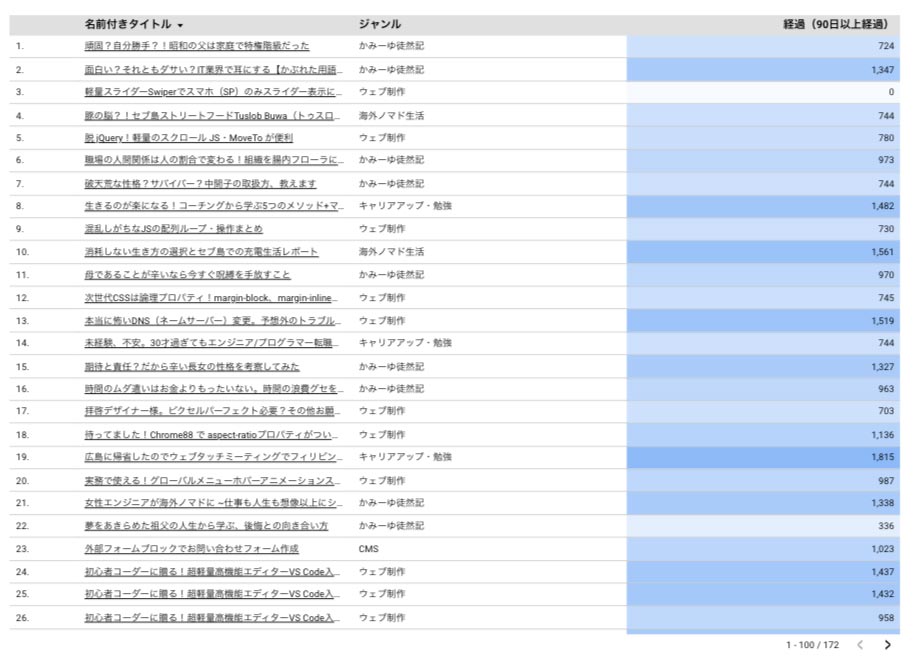 名前付きタイトル ▼ ジャンル 経過（90日以上経過）
1. 頑固？自分勝手？！昭和の父は家庭で特権階級だった かみーゆ徒然記 724
2. 面白い？それともダサい？IT業界で耳にする【かぶれた用語… かみーゆ徒然記 1,347
3. 軽量スライダーSwiperでスマホ（SP）のみスライダー表示に… ウェブ制作 0
4. 豚の脳？！セブ島ストリートフードTuslob Buwa（トゥスロ… 海外ノマド生活 744
5. 脱jQuery！軽量のスクロール JS・MoveTo が便利 ウェブ制作 780
6. 職場の人間関係は人の割合で変わる！組織を腸内フローラに… かみーゆ徒然記 973
7. 破天荒な性格？サバイバー？中間子の取扱方、教えます かみーゆ徒然記 744
8. 生きるのが楽になる！コーチングから学ぶ5つのメソッド+マ… キャリアアップ・勉強 1,482
9. 混乱しがちなJSの配列ループ・操作まとめ ウェブ制作 730
10. 消耗しない生き方の選択とセブ島での充電生活レポート 海外ノマド生活 1,561
11. 母であることが辛いなら今すぐ呪縛を手放すこと かみーゆ徒然記 970
12. 次世代CSSは論理プロパティ！margin-block、margin-inline… ウェブ制作 745
13. 本当に怖いDNS（ネームサーバー）変更。予想外のトラブル… ウェブ制作 1,519
14. 未経験、不安。30才過ぎてもエンジニア/プログラマー転職… キャリアアップ・勉強 744
15. 期待と責任？だから辛い長女の性格を考察してみた かみーゆ徒然記 1,327
16. 時間のムダ遣いはお金よりもったいない。時間の浪費グセを… かみーゆ徒然記 963
17. 拝啓デザイナー様。ピクセルパーフェクト必要？その他お願… ウェブ制作 703
18. 待ってました！Chrome88 で aspect-ratioプロパティがつい… ウェブ制作 1,136
19. 広島に帰省したのでウェブタッチミーティングでフィリピン… キャリアアップ・勉強 1,815
20. 実務で使える！グローバルメニューホバーアニメーションス… ウェブ制作 987
21. 女性エンジニアが海外ノマドに ~仕事も人生も想像以上にシ… かみーゆ徒然記 1,338
22. 夢をあきらめた祖父の人生から学ぶ、後悔との向き合い方 かみーゆ徒然記 336
23. 外部フォームブロックでお問い合わせフォーム作成 CMS 1,023
24. 初心者コーダーに贈る！超軽量高機能エディターVS Code入… ウェブ制作 1,437
25. 初心者コーダーに贈る！超軽量高機能エディターVS Code入… ウェブ制作 1,432
26. 初心者コーダーに贈る！超軽量高機能エディターVS Code入… ウェブ制作 958
1 - 100 / 172